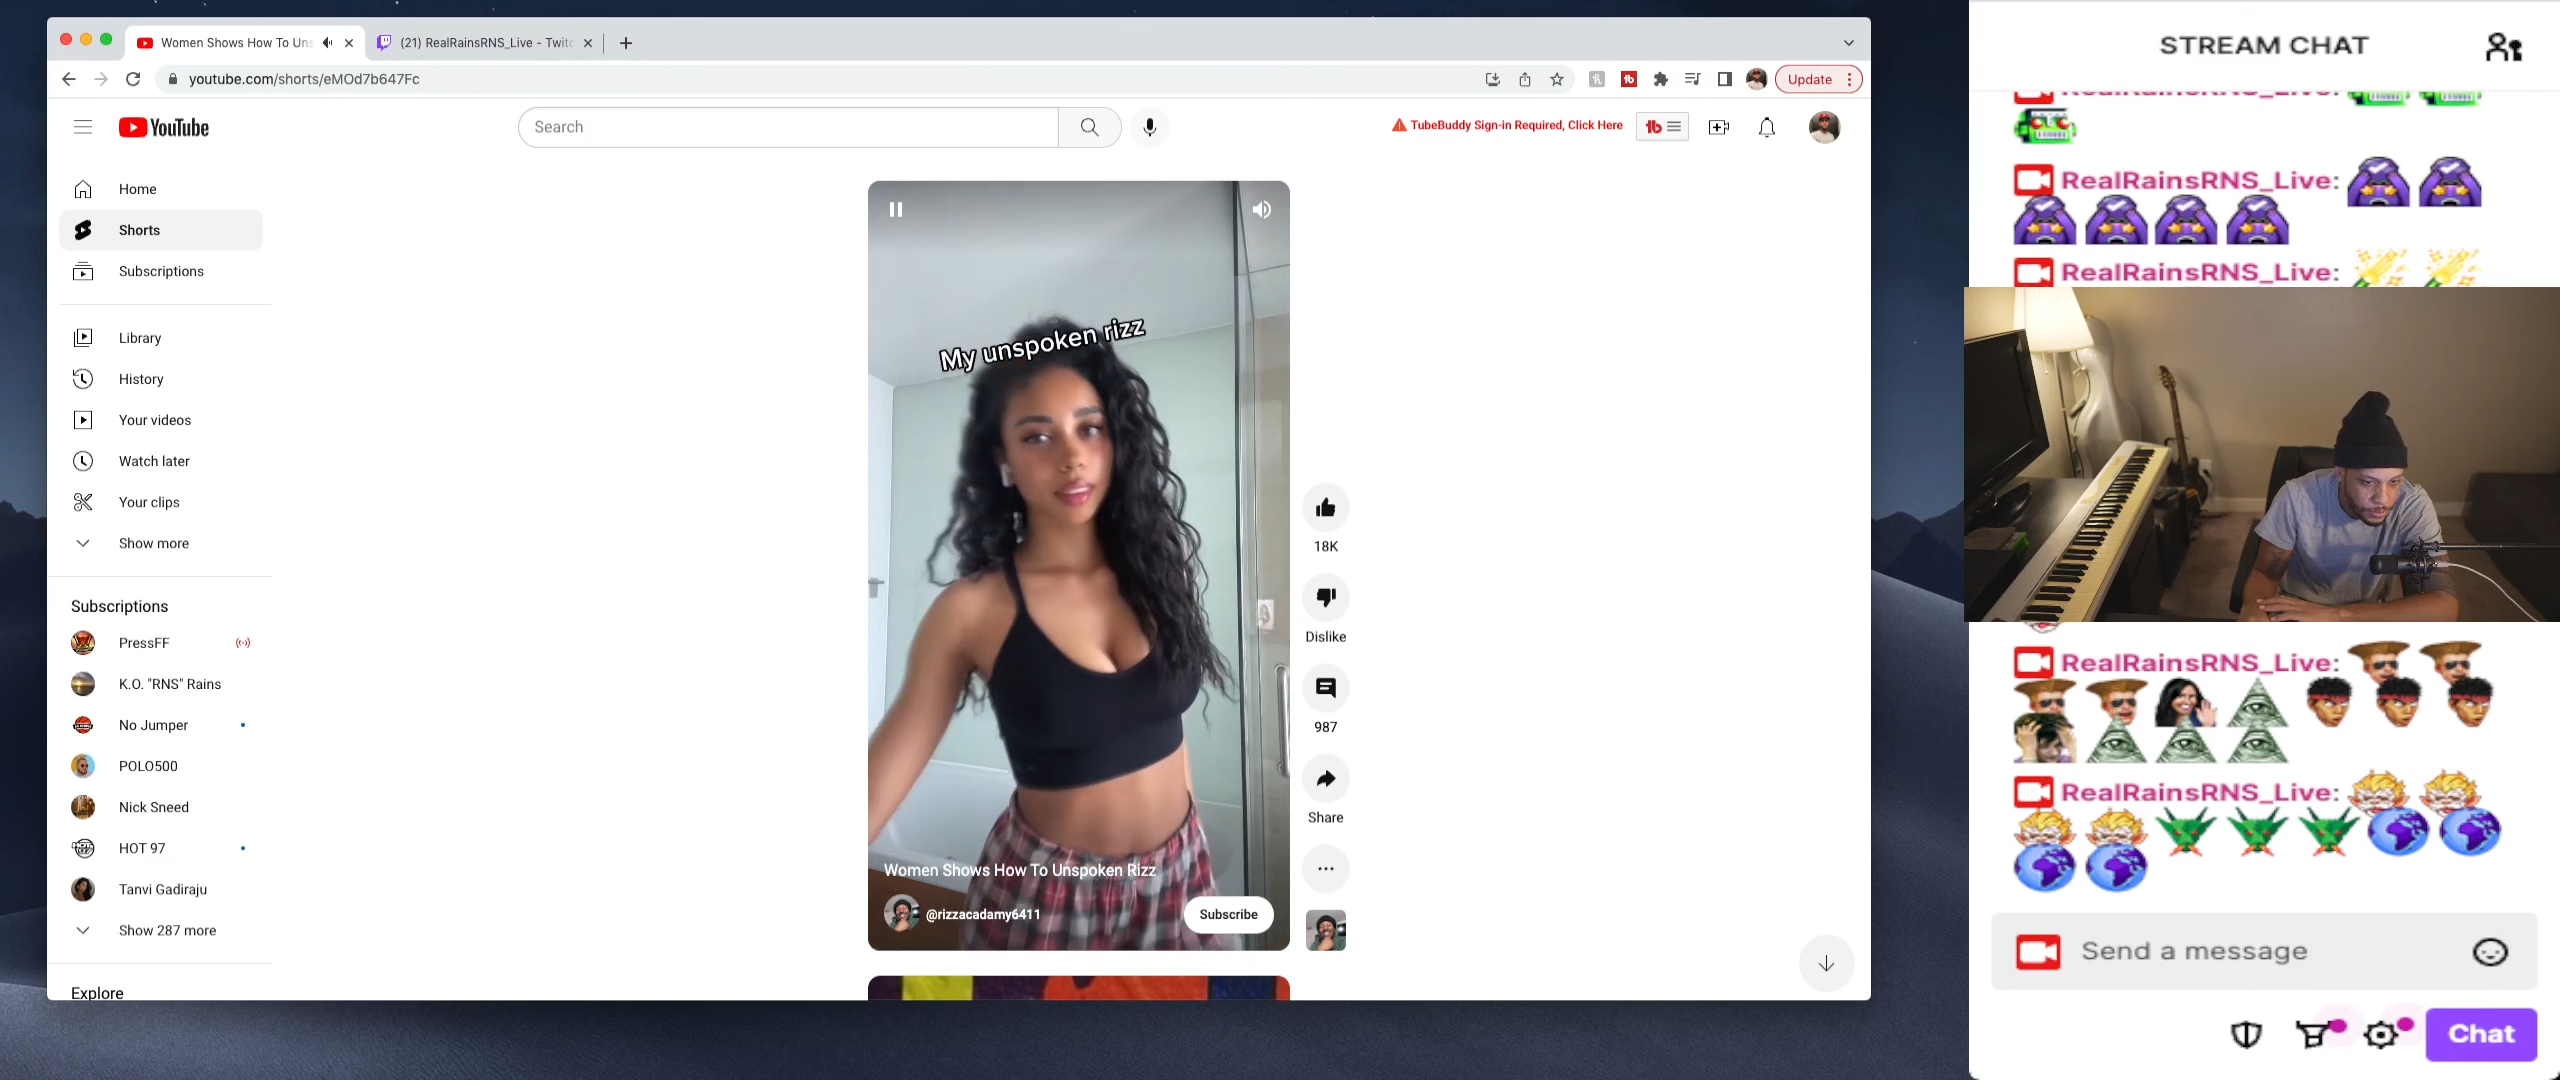 Women Shows How To Uns
(21) RealRainsRNS_Live - Twitc
youtube.com/shorts/eMOd7b647Fc
Update
YouTube
Search
TubeBuddy Sign-in Required, Click Here
Home
Shorts
Subscriptions
Library
History
Your videos
Watch later
Your clips
Show more
Subscriptions
PressFF
K.O. "RNS" Rains
No Jumper
POLO500
Nick Sneed
HOT 97
Tanvi Gadiraju
Show 287 more
Explore
My unspoken rizz
Women Shows How To Unspoken Rizz
@rizzacadamy6411
Subscribe
18K
Dislike
987
Share
STREAM CHAT
RealRainsRNS_Live:
RealRainsRNS_Live:
RealRainsRNS_Live:
RealRainsRNS_Live:
RealRainsRNS_Live:
Send a message
Chat